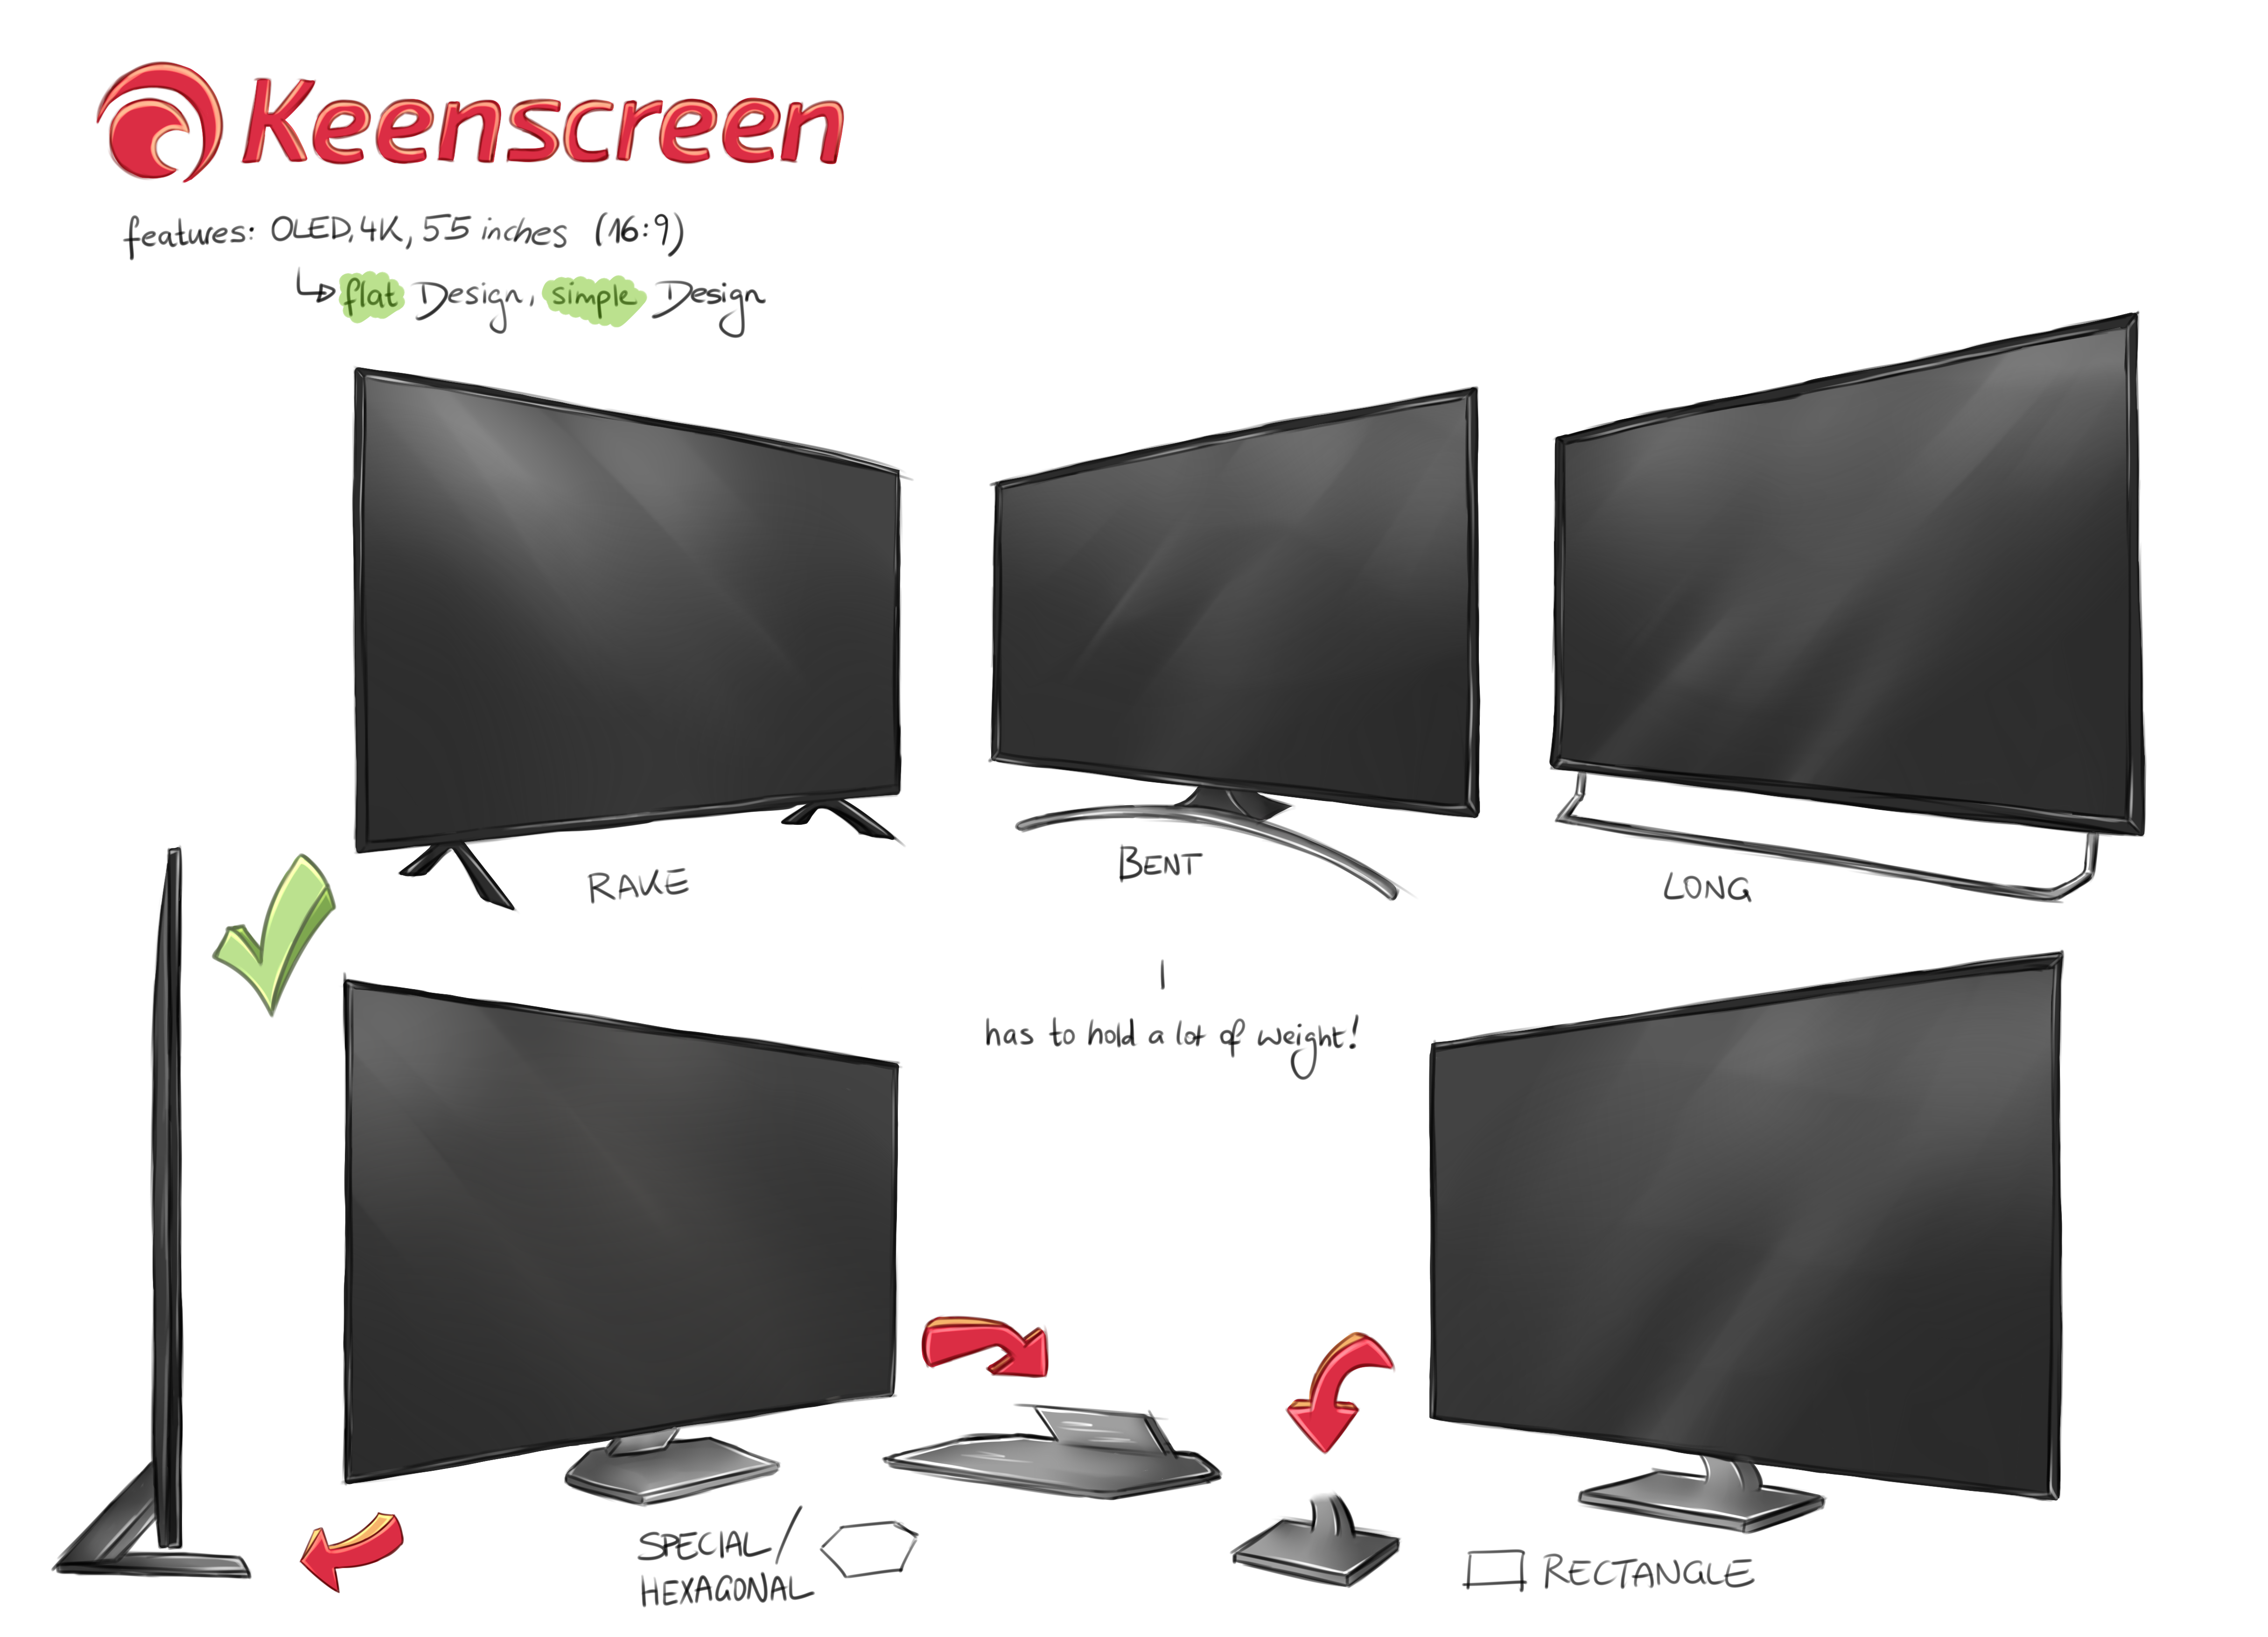 Keenscreen
features: OLED, 4K, 55 inches (16:9)
flat Design, simple Design
RAKE
BENT
LONG
has to hold a lot of weight!
SPECIAL/
HEXAGONAL
RECTANGLE